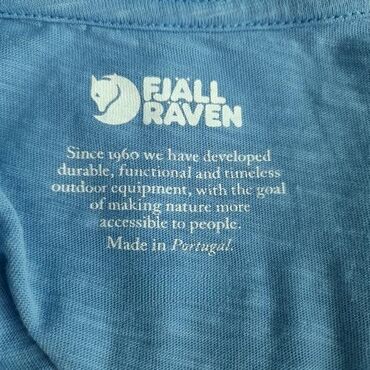 FJÄLL
RÄVEN
Since 1960 we have developed
durable, functional and timeless
outdoor equipment, with the goal
of making nature more
accessible to people.
Made in Portugal.